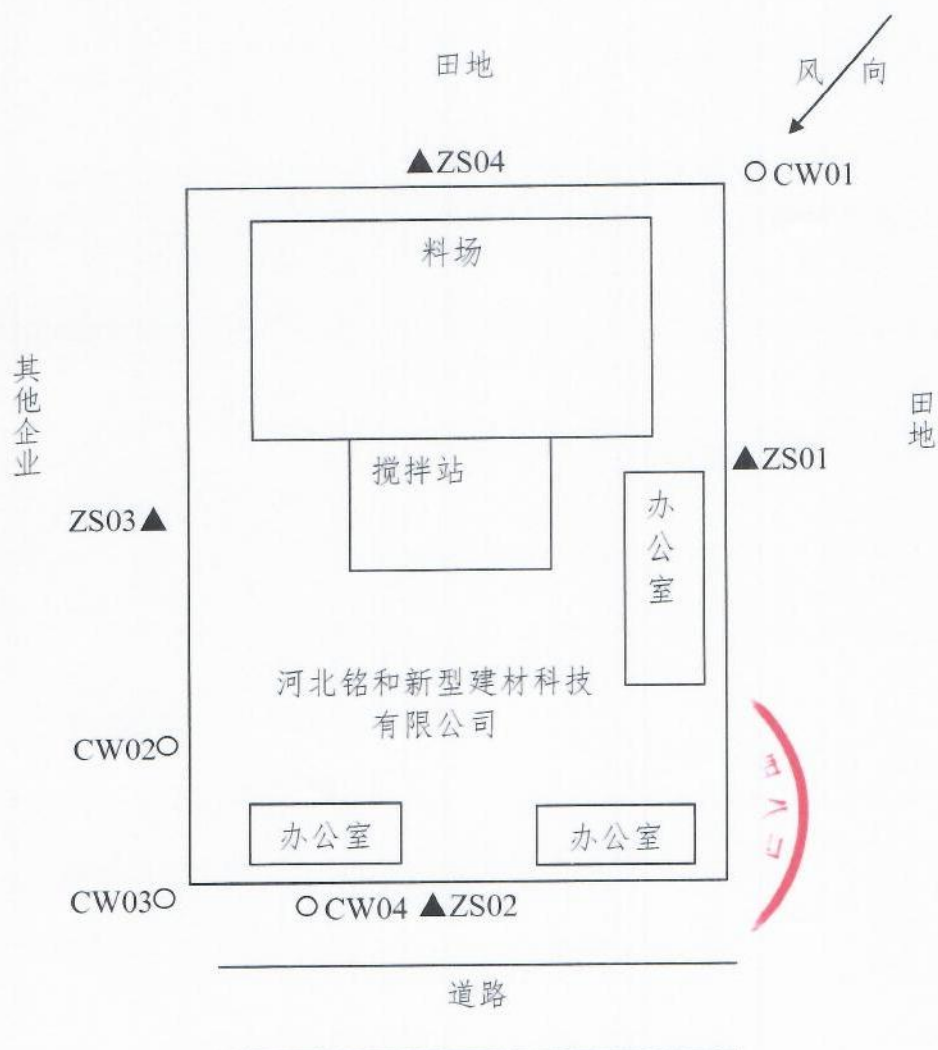 田地
风向
▲ZS04
○CW01
料场
其他企业
田地
搅拌站
▲ZS01
办公室
ZS03▲
河北铭和新型建材科技
有限公司
CW02○
办公室
办公室
CW03○
○CW04 ▲ZS02
道路